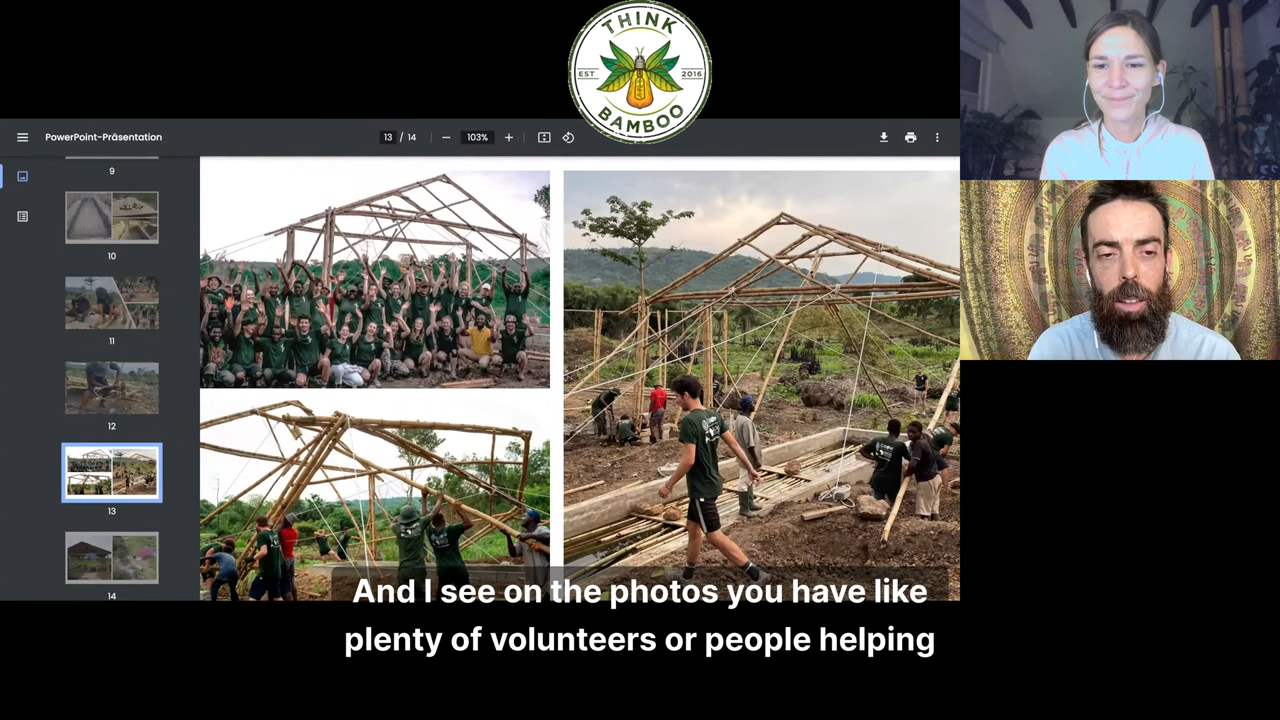 THINK
EST 2016
BAMBOO
PowerPoint-Präsentation
13 / 14
103%
9
10
11
12
13
14
And I see on the photos you have like
plenty of volunteers or people helping